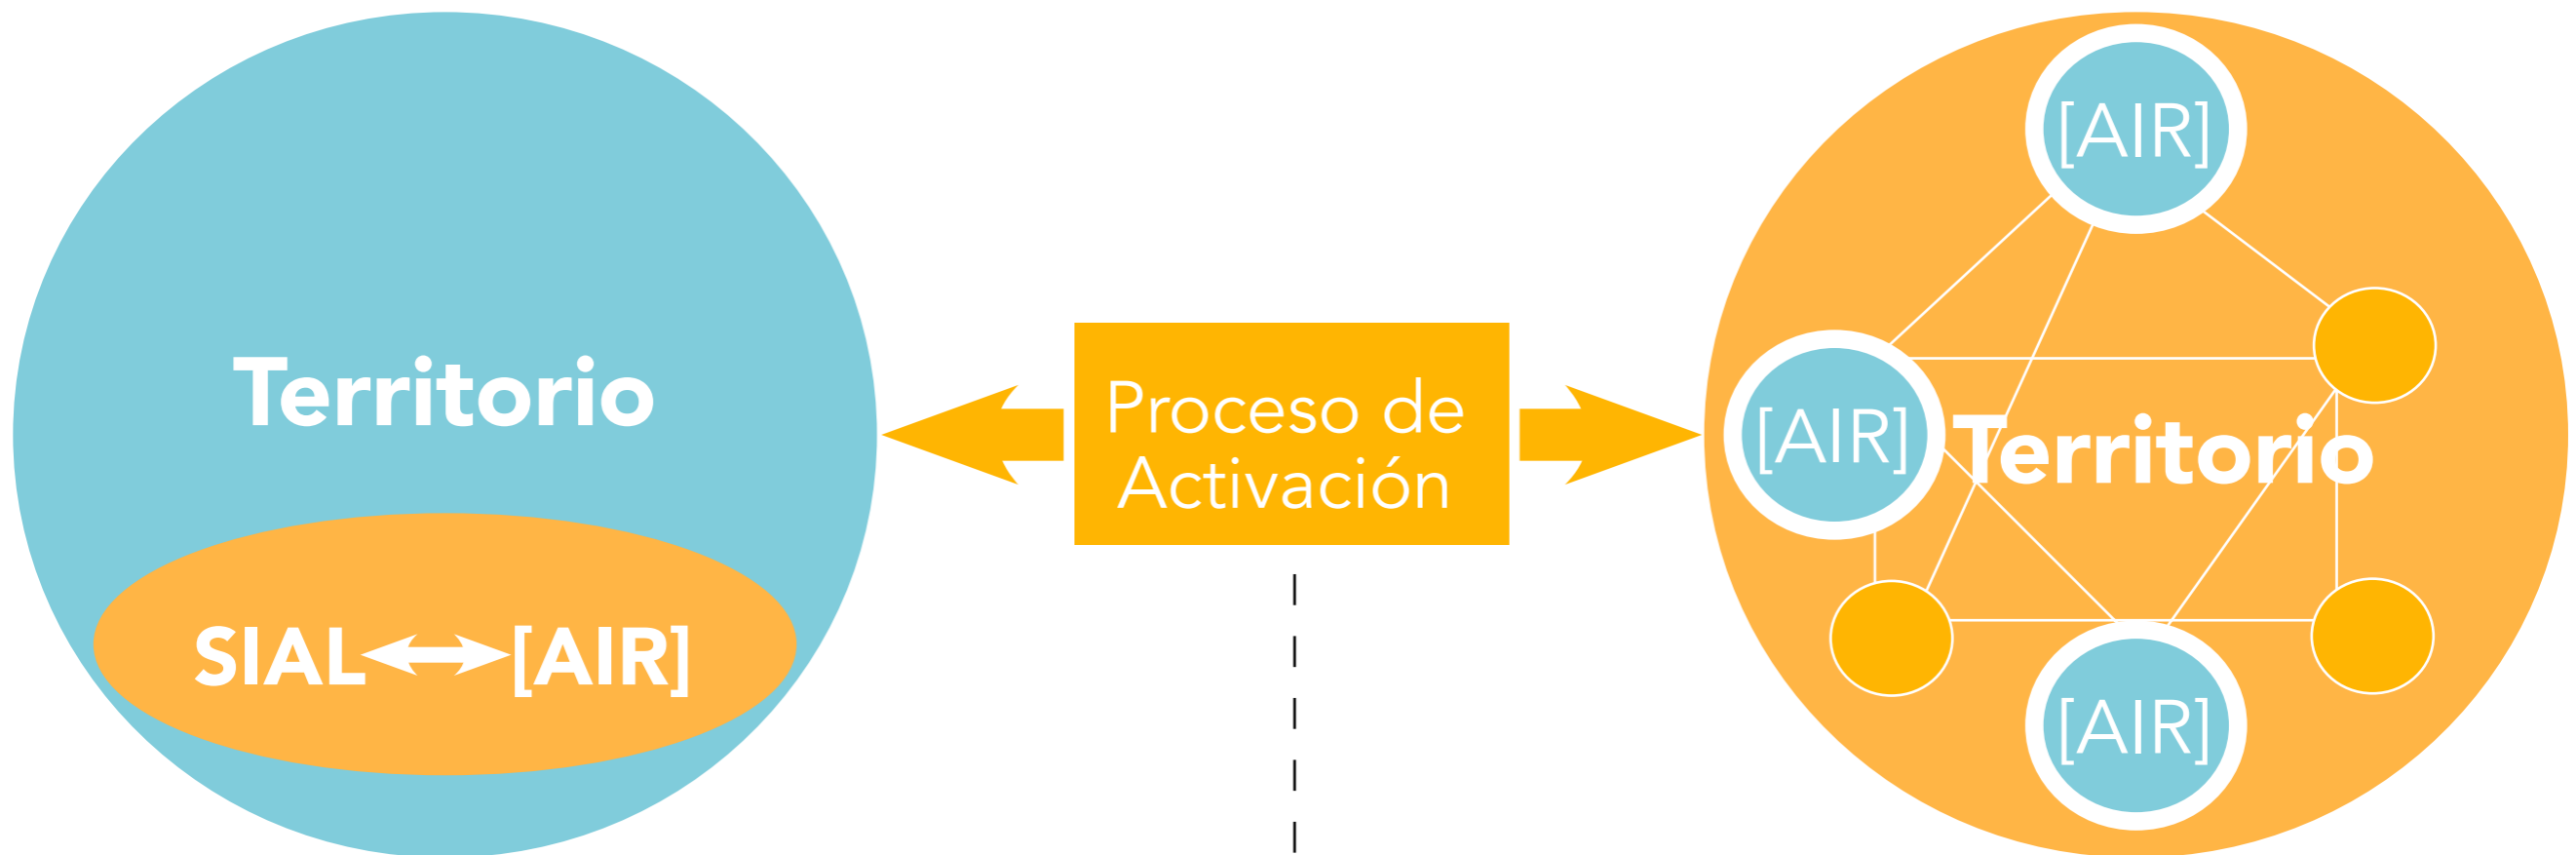 Territorio
SIAL [AIR]
Proceso de
Activación
[AIR]
[AIR]
Territorio
[AIR]